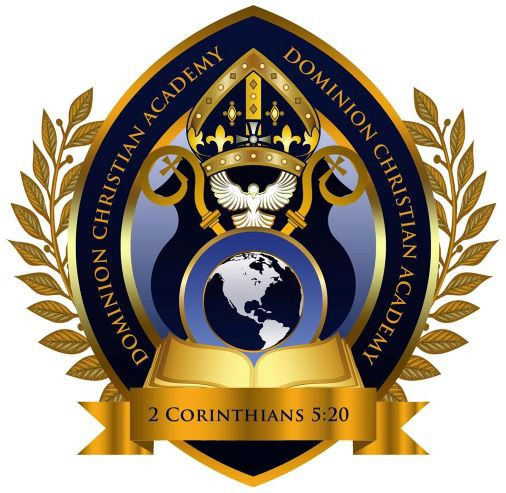 DOMINION CHRISTIAN ACADEMY
DOMINION CHRISTIAN ACADEMY
2 CORINTHIANS 5:20